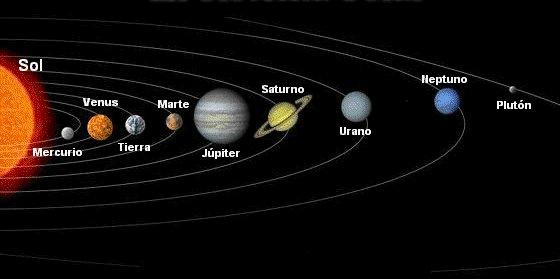 Sol
Mercurio
Venus
Tierra
Marte
Júpiter
Saturno
Urano
Neptuno
Plutón